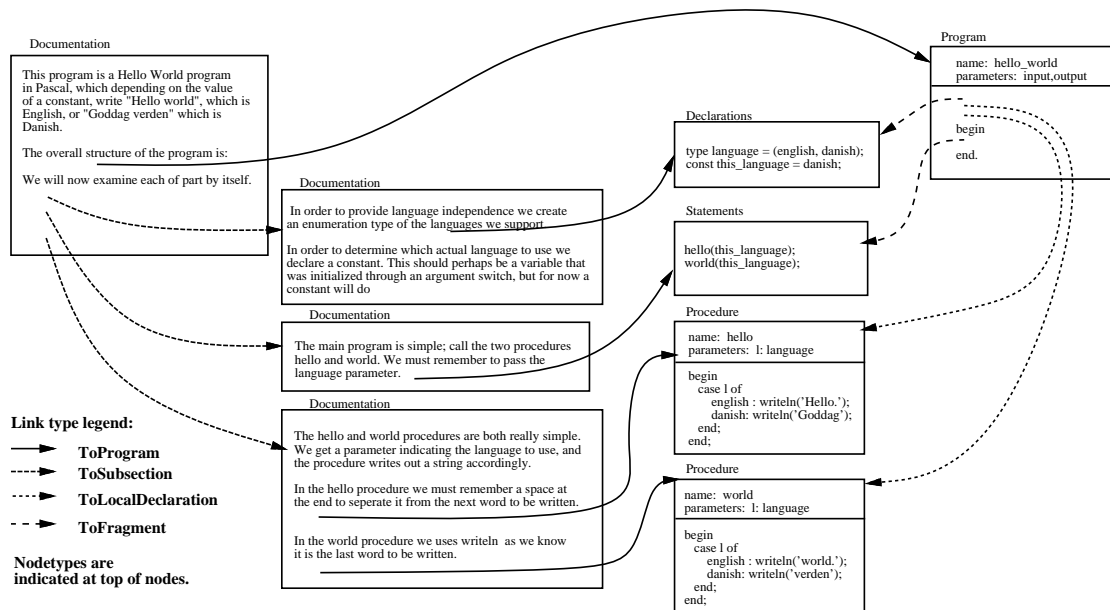 Documentation
This program is a Hello World program
in Pascal, which depending on the value
of a constant, write "Hello world", which is
English, or "Goddag verden" which is
Danish.
The overall structure of the program is:
We will now examine each of part by itself.
Documentation
In order to provide language independence we create
an enumeration type of the languages we support
In order to determine which actual language to use we
declare a constant. This should perhaps be a variable that
was initialized through an argument switch, but for now a
constant will do
Documentation
The main program is simple; call the two procedures
hello and world. We must remember to pass the
language parameter.
Documentation
The hello and world procedures are both really simple.
We get a parameter indicating the language to use, and
the procedure writes out a string accordingly.
In the hello procedure we must remember a space at
the end to seperate it from the next word to be written.
In the world procedure we uses writeln as we know
it is the last word to be written.
Program
name: hello_world
parameters: input,output
begin
end.
Declarations
type language = (english, danish);
const this_language = danish;
Statements
hello(this_language);
world(this_language);
Procedure
name: hello
parameters: l: language
begin
case l of
english : writeln('Hello.');
danish: writeln('Goddag');
end;
end;
Procedure
name: world
parameters: l: language
begin
case l of
english : writeln('world.');
danish: writeln('verden');
end;
end;
Link type legend:
ToProgram
ToSubsection
ToLocalDeclaration
ToFragment
Nodetypes are
indicated at top of nodes.